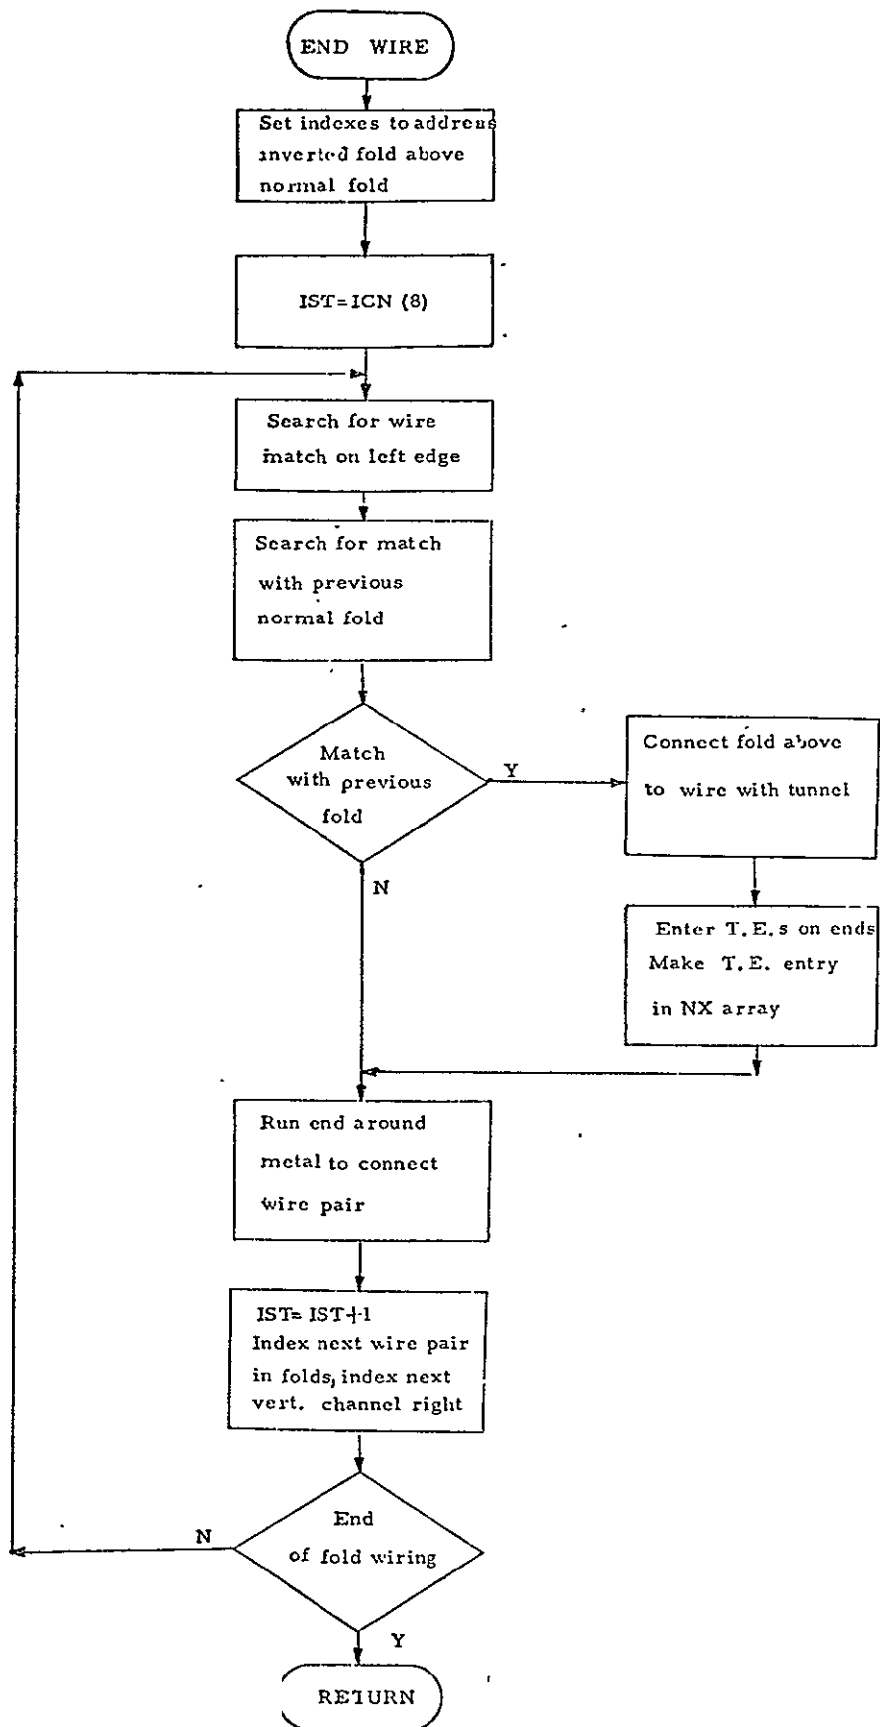 END WIRE
Set indexes to address
inverted fold above
normal fold
IST=ICN (8)
Search for wire
match on left edge
Search for match
with previous
normal fold
Match
with previous
fold
Y
Connect fold above
to wire with tunnel
N
Enter T.E.s on ends
Make T.E. entry
in NX array
Run end around
metal to connect
wire pair
IST= IST+1
Index next wire pair
in folds, index next
vert. channel right
End
of fold wiring
N
Y
RETURN